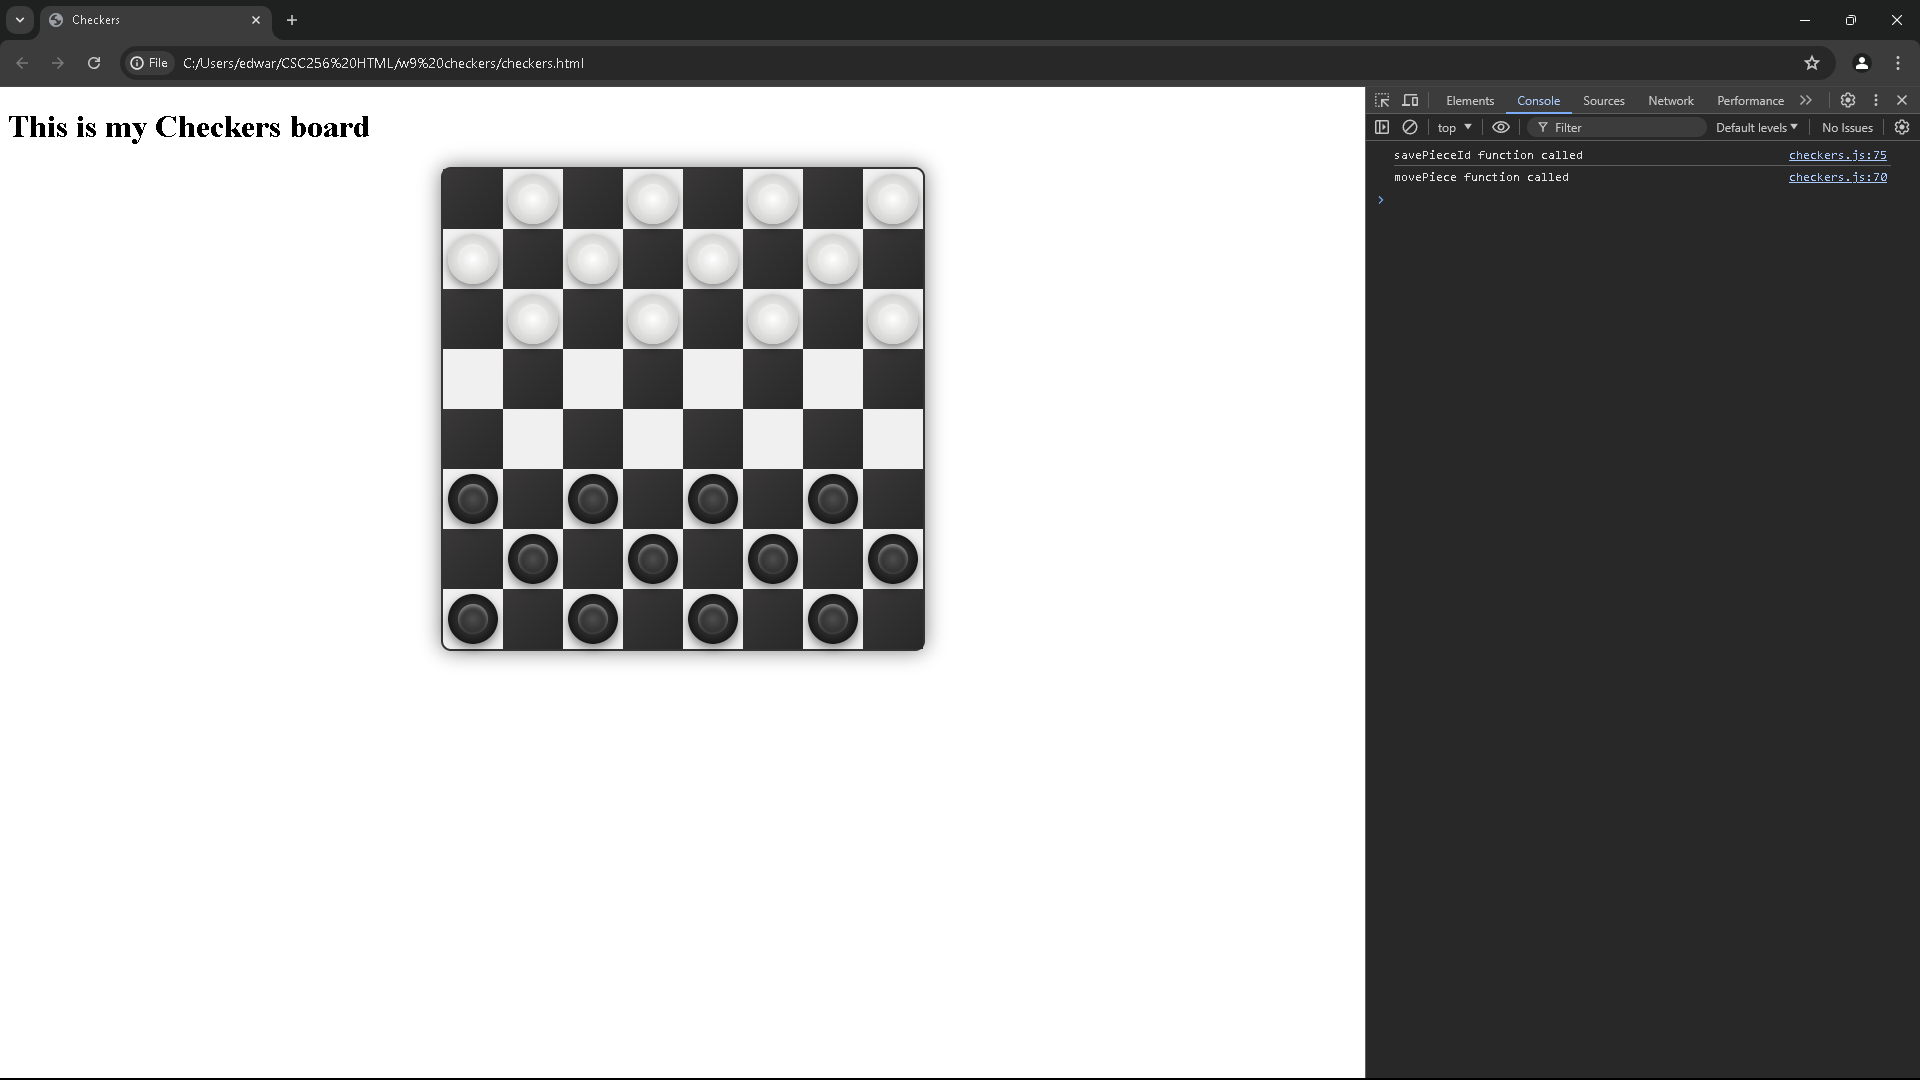 Checkers
File
C:/Users/edwar/CSC256%20HTML/w9%20checkers/checkers.html
This is my Checkers board
Elements Console Sources Network Performance
top Filter Default levels No Issues
savePieceId function called checkers.js:75
movePiece function called checkers.js:70